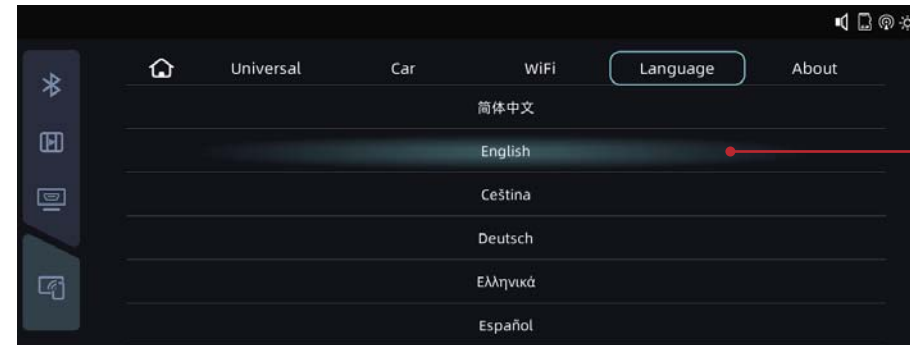 Universal Car WiFi Language About
简体中文
English
Ceština
Deutsch
Ελληνικά
Español